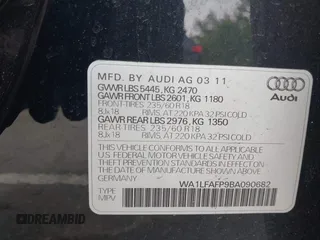 MFD. BY AUDI AG 03 11
GVWR LBS 5445, KG 2470
GAWR FRONT LBS 2601, KG 1180
FRONT-TIRES 235/60 R18
8Jx18 RIMS, AT 220 KPA 32 PSI COLD
GAWR REAR LBS 2976, KG 1350
REAR TIRES 235/60 R18
8Jx18 RIMS, AT 220 KPA 32 PSI COLD
Audi
THIS VEHICLE CONFORMS TO ALL APPLICABLE
U.S. FEDERAL MOTOR VEHICLE SAFETY AND
THEFT PREVENTION STANDARDS IN EFFECT ON
THE DATE OF MANUFACTURE SHOWN ABOVE.
WA1LFAFP9BA090682
TYPE:
MPV
© AUTOBIDMASTER